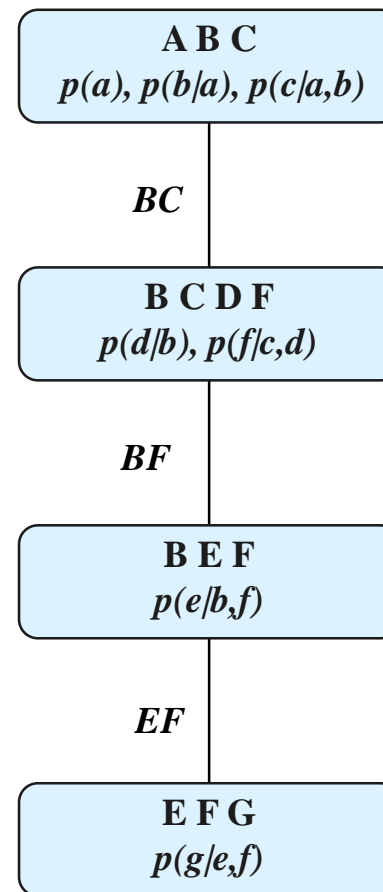 A B C
p(a), p(b/a), p(c/a,b)
BC
B C D F
p(d/b), p(f/c,d)
BF
B E F
p(e/b,f)
EF
E F G
p(g/e,f)